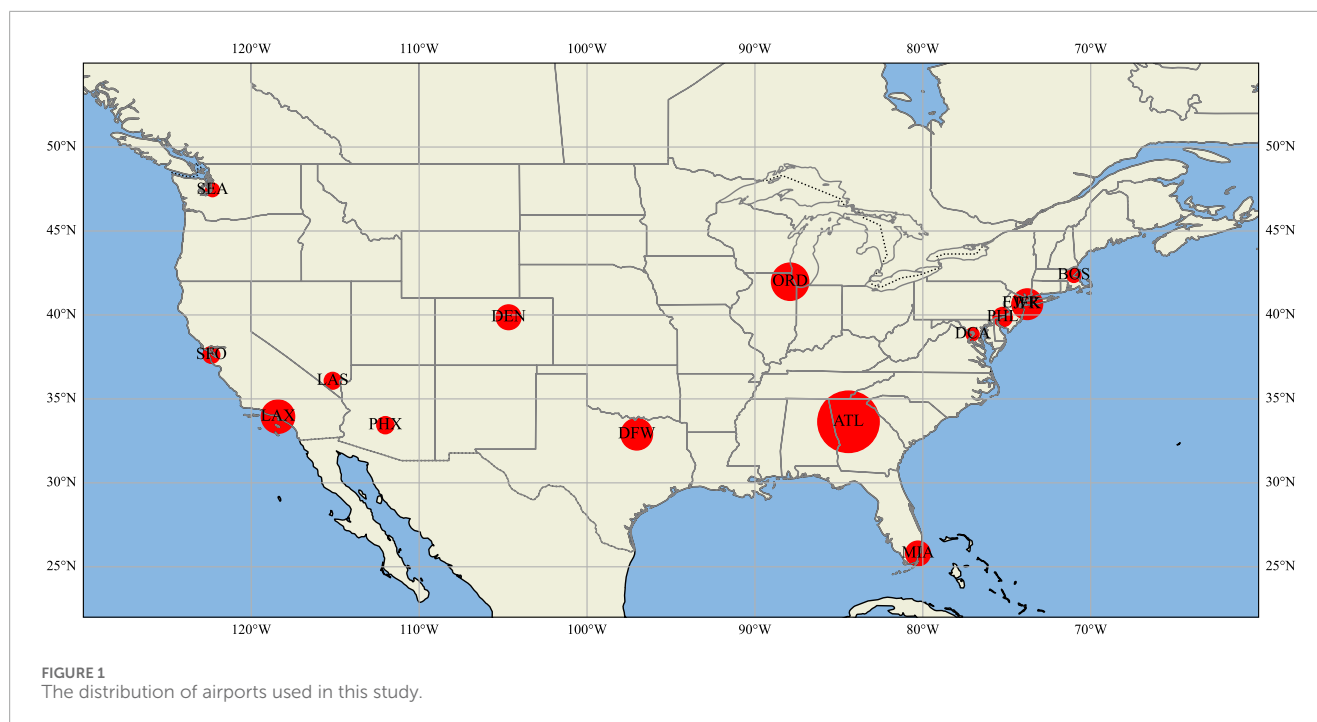 120°W 110°W 100°W 90°W 80°W 70°W
50°N 50°N
SEA
45°N 45°N
BOS
ORD
EWR JFK
40°N DEN PHL 40°N
DCA
SFO
LAS
35°N 35°N
LAX PHX ATL
DFW
30°N 30°N
MIA
25°N 25°N
120°W 110°W 100°W 90°W 80°W 70°W
FIGURE 1
The distribution of airports used in this study.